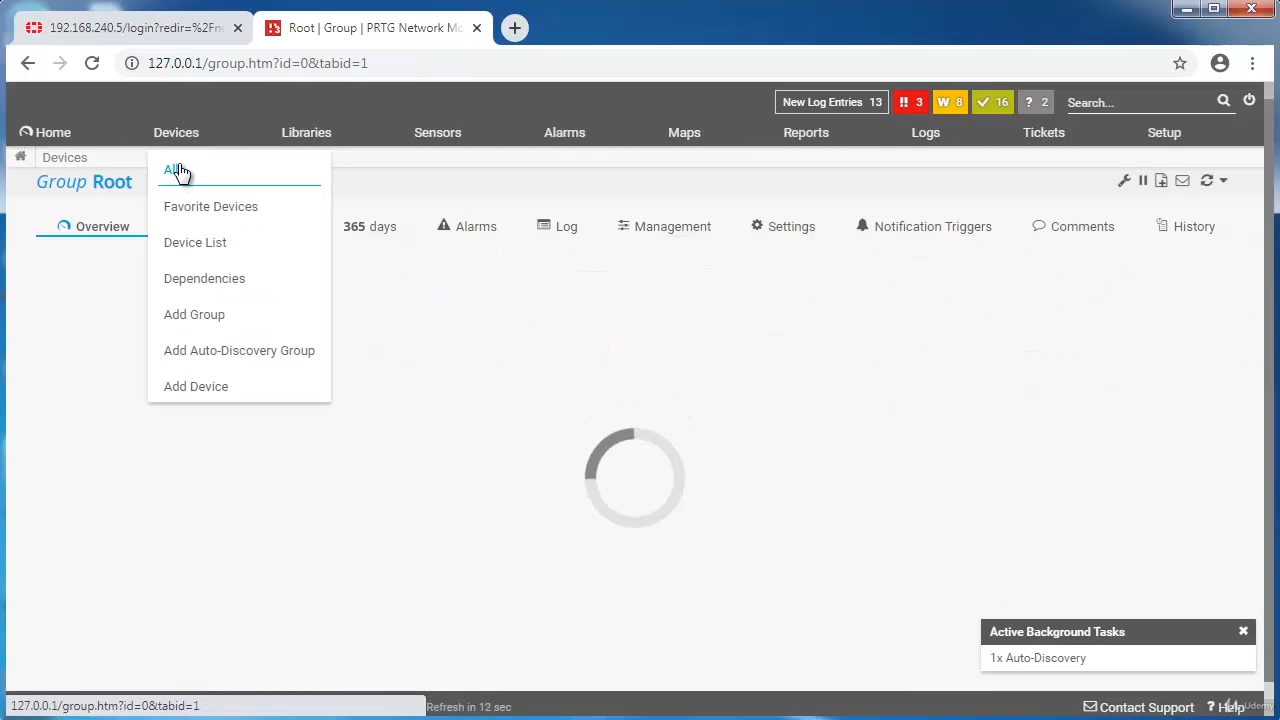 192.168.240.5/login?redir=%2Fn
Root | Group | PRTG Network Mo
127.0.0.1/group.htm?id=0&tabid=1
New Log Entries 13
!! 3
W 8
16
? 2
Search...
Home
Devices
Libraries
Sensors
Alarms
Maps
Reports
Logs
Tickets
Setup
Devices
Group Root
All
Favorite Devices
Device List
Dependencies
Add Group
Add Auto-Discovery Group
Add Device
Overview
365 days
Alarms
Log
Management
Settings
Notification Triggers
Comments
History
Active Background Tasks
1x Auto-Discovery
127.0.0.1/group.htm?id=0&tabid=1
Refresh in 12 sec
Contact Support
? Help
Udemy